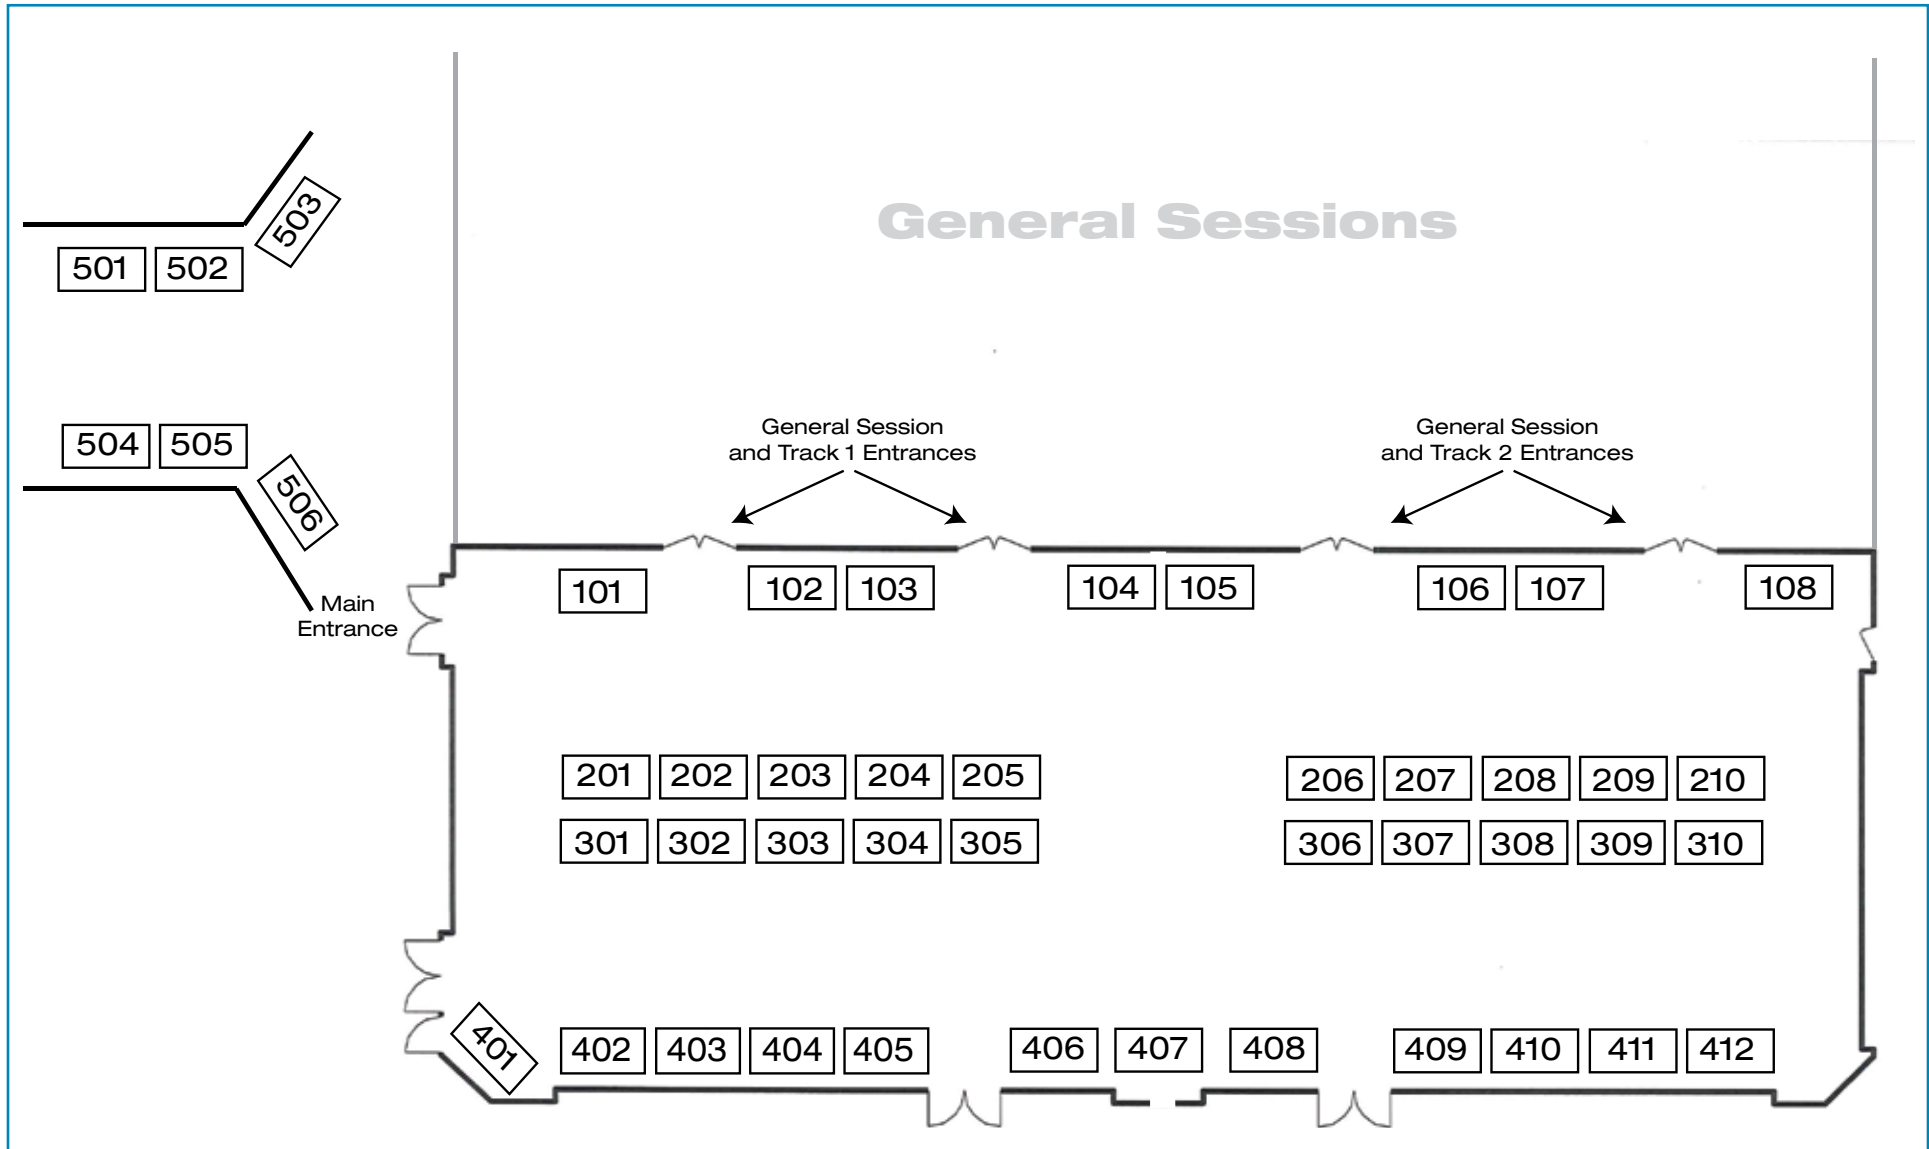 General Sessions
503
501 502
504 505
506
General Session
and Track 1 Entrances
General Session
and Track 2 Entrances
Main
Entrance
101 102 103 104 105 106 107 108
201 202 203 204 205 206 207 208 209 210
301 302 303 304 305 306 307 308 309 310
401 402 403 404 405 406 407 408 409 410 411 412